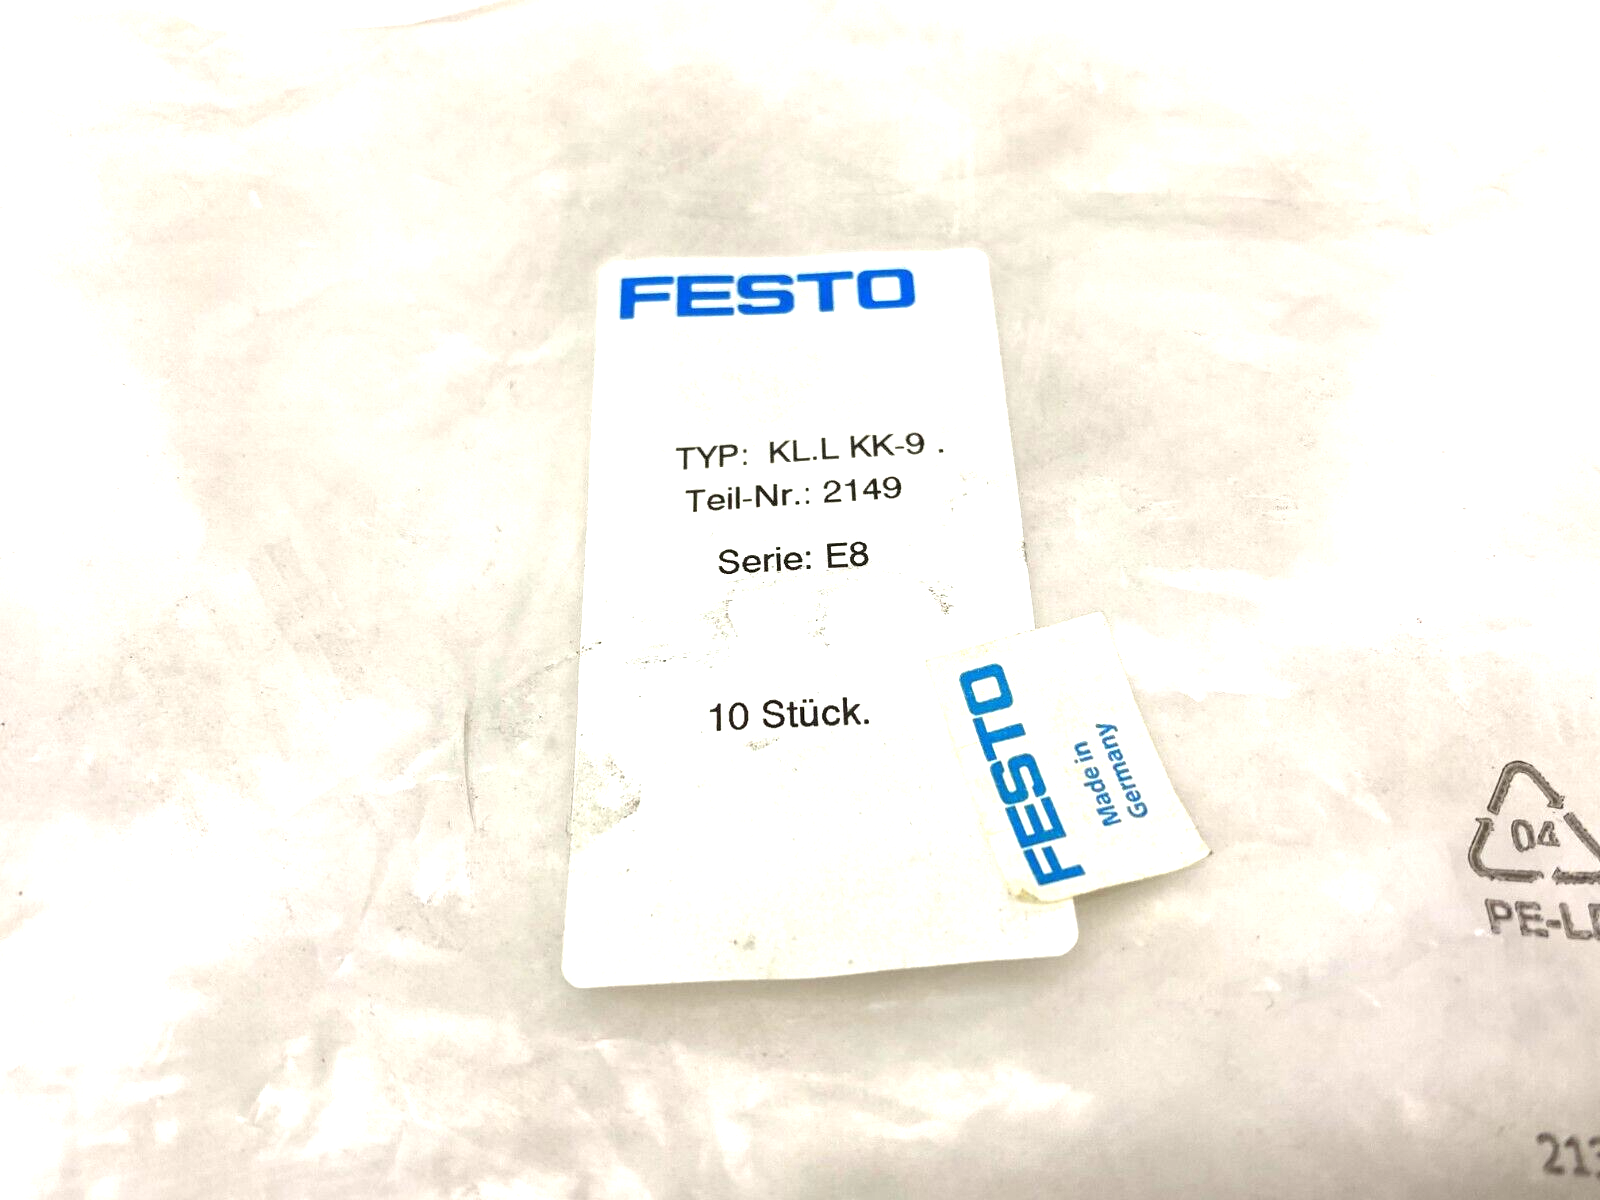 FESTO
TYP: KL.L KK-9 .
Teil-Nr.: 2149
Serie: E8
10 Stück.
FESTO
Made in
Germany
04